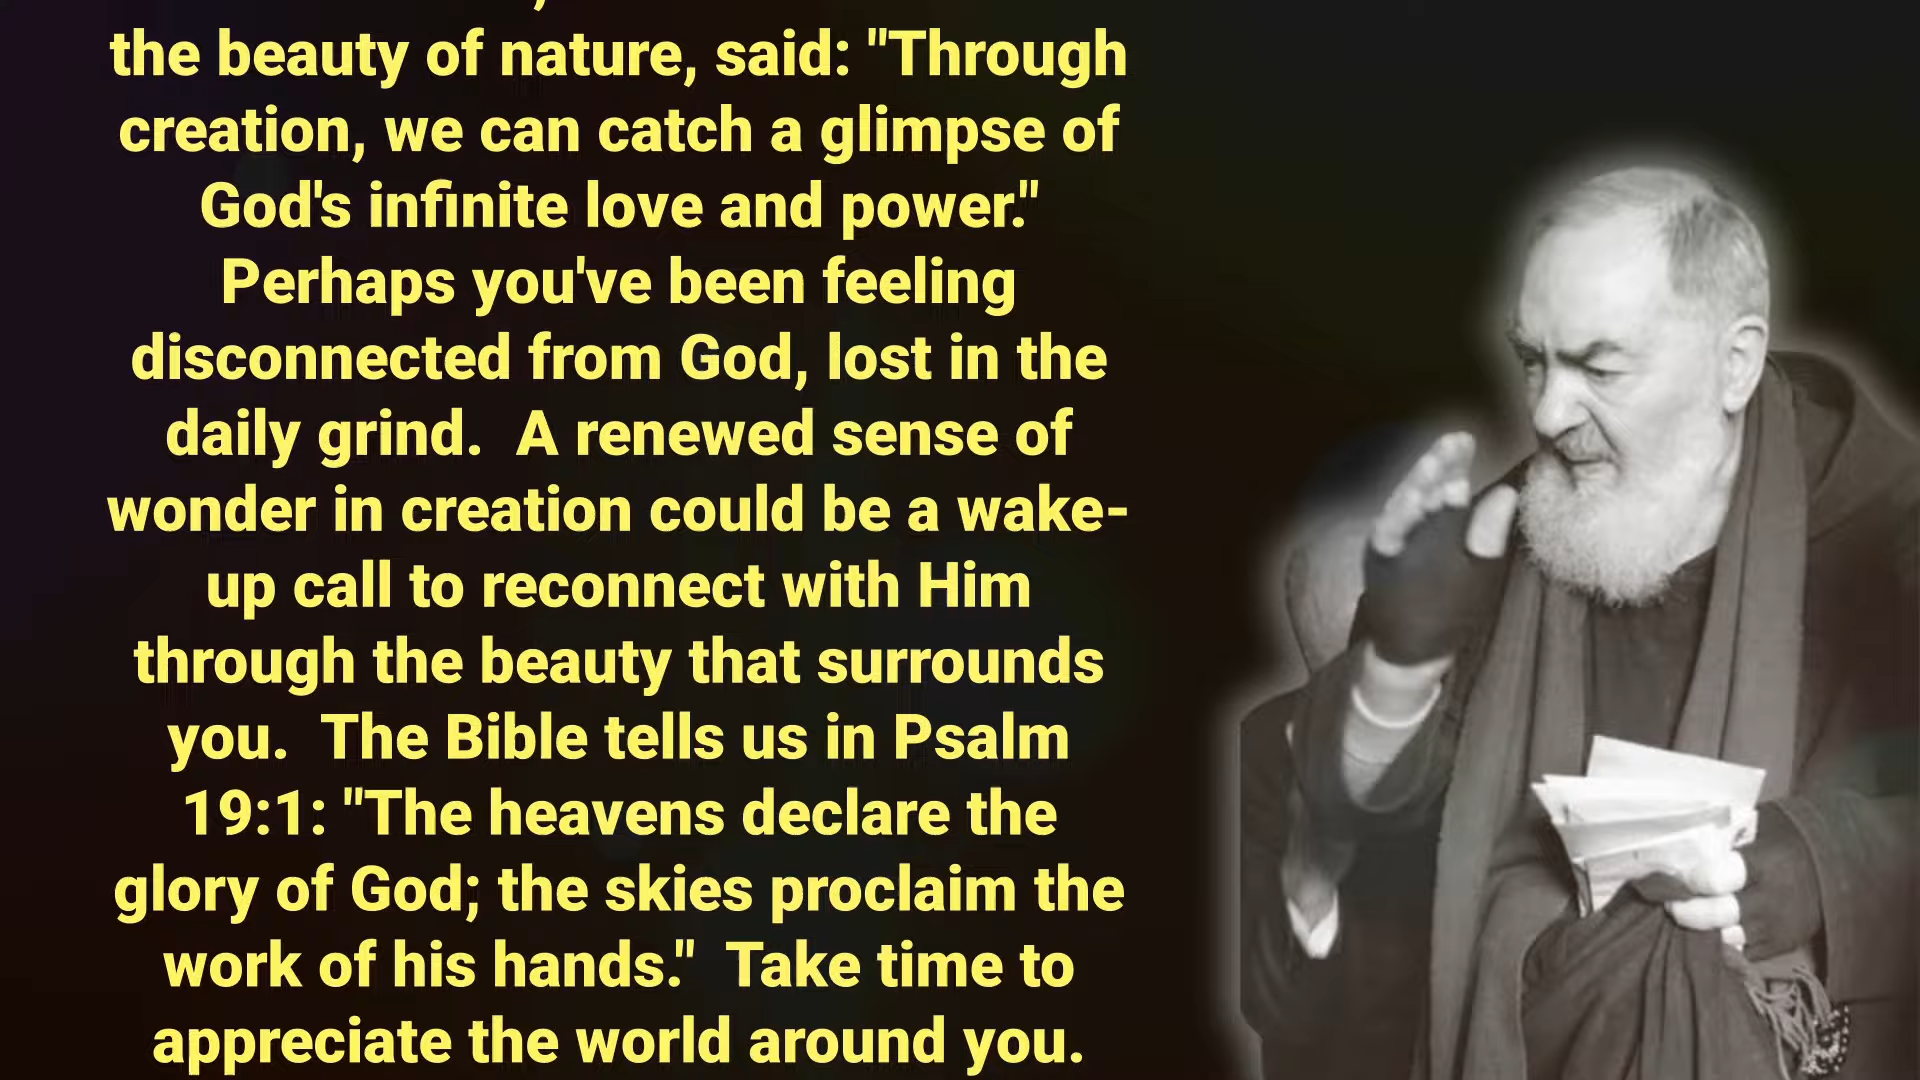 the beauty of nature, said: "Through
creation, we can catch a glimpse of
God's infinite love and power."
Perhaps you've been feeling
disconnected from God, lost in the
daily grind.  A renewed sense of
wonder in creation could be a wake-
up call to reconnect with Him
through the beauty that surrounds
you.  The Bible tells us in Psalm
19:1: "The heavens declare the
glory of God; the skies proclaim the
work of his hands."  Take time to
appreciate the world around you.